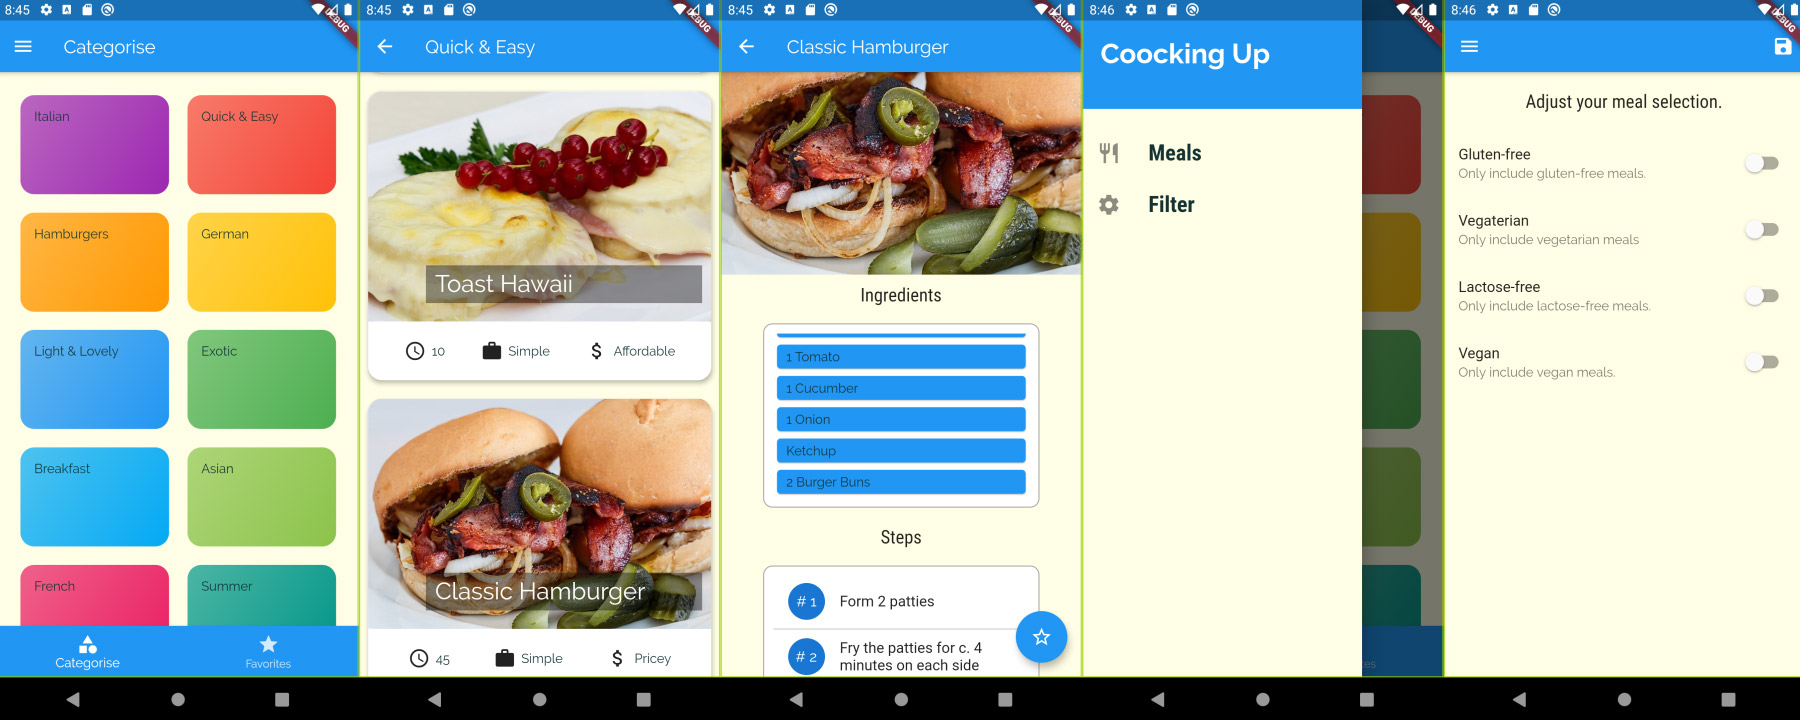 8:45
DEBUG
Categorise
Italian
Quick & Easy
Hamburgers
German
Light & Lovely
Exotic
Breakfast
Asian
French
Summer
Categorise
Favorites
8:45
Quick & Easy
Toast Hawaii
10
Simple
Affordable
Classic Hamburger
45
Simple
Pricey
8:45
DEBUG
Classic Hamburger
Ingredients
1 Tomato
1 Cucumber
1 Onion
Ketchup
2 Burger Buns
Steps
# 1
Form 2 patties
# 2
Fry the patties for c. 4
minutes on each side
8:46
DEBUG
Coocking Up
Meals
Filter
tes
8:46
DEBUG
Adjust your meal selection.
Gluten-free
Only include gluten-free meals.
Vegaterian
Only include vegetarian meals
Lactose-free
Only include lactose-free meals.
Vegan
Only include vegan meals.